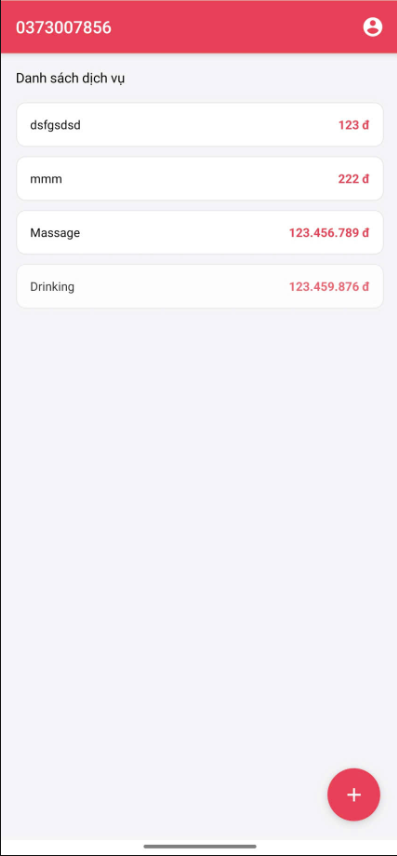 0373007856
Danh sách dịch vụ
dsfgsdsd 123 đ
mmm 222 đ
Massage 123.456.789 đ
Drinking 123.459.876 đ
+